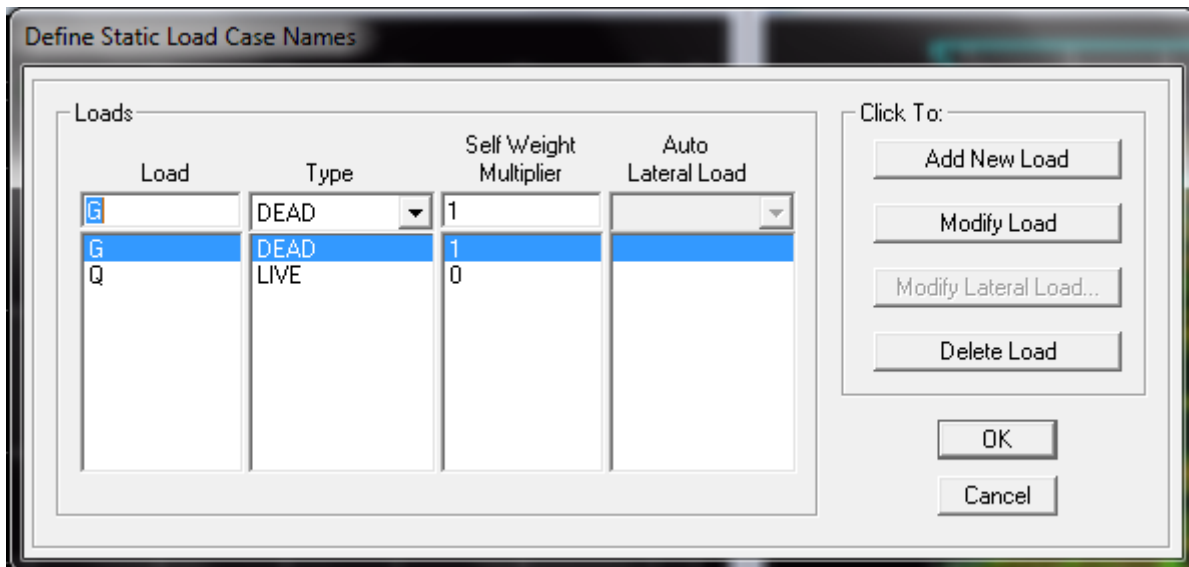 Define Static Load Case Names
Loads
Load Type Self Weight Multiplier Auto Lateral Load
G DEAD 1
G DEAD 1
Q LIVE 0
Click To:
Add New Load
Modify Load
Modify Lateral Load...
Delete Load
OK
Cancel